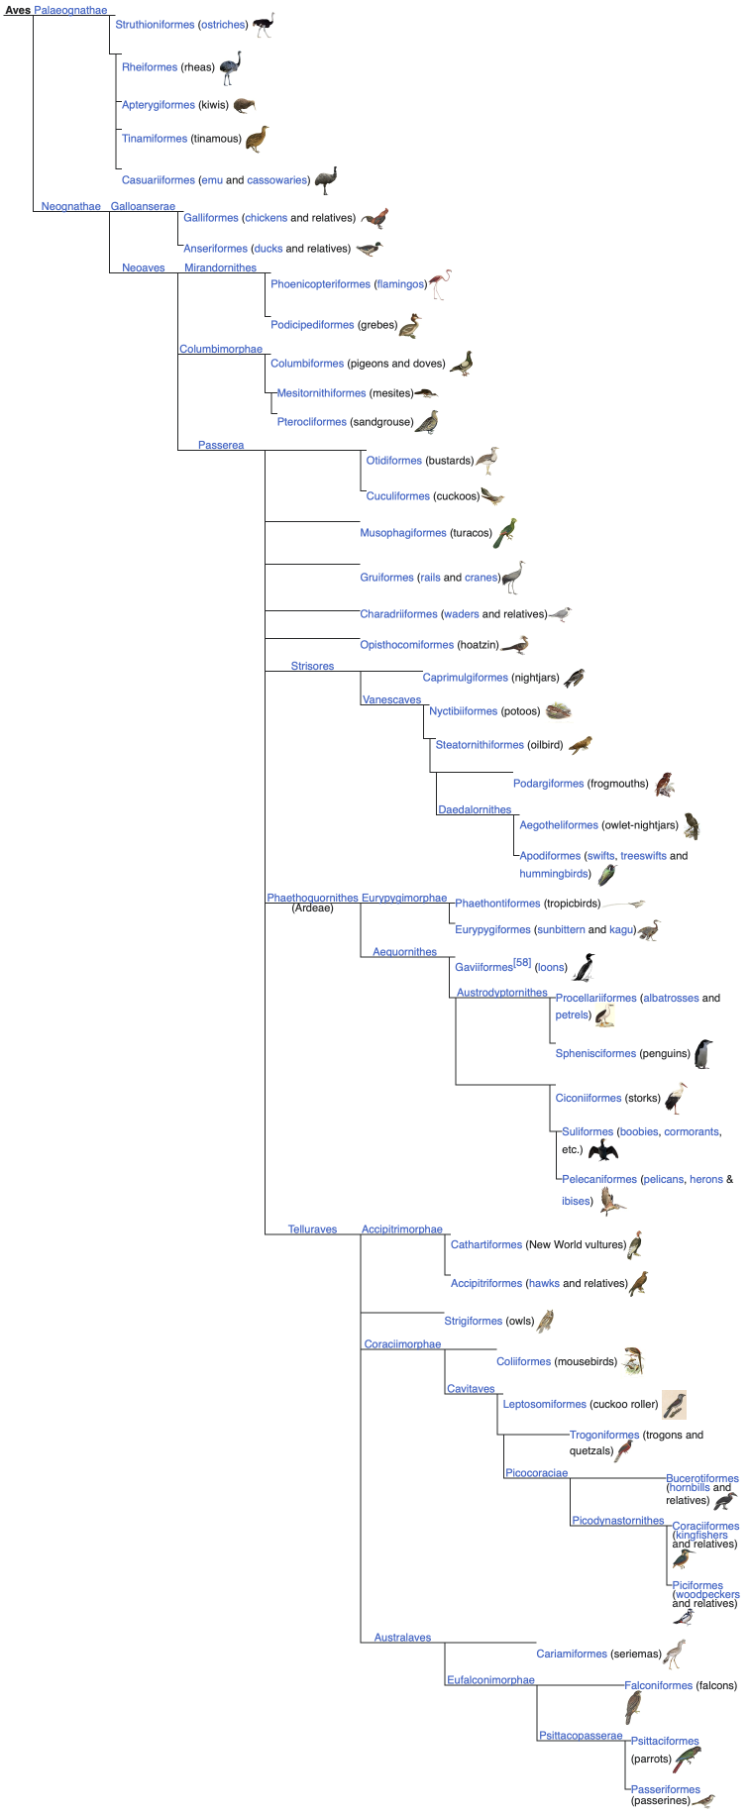 Aves Palaeognathae
Struthioniformes (ostriches)
Rheiformes (rheas)
Apterygiformes (kiwis)
Tinamiformes (tinamous)
Casuariiformes (emu and cassowaries)
Neognathae Galloanserae
Galliformes (chickens and relatives)
Anseriformes (ducks and relatives)
Neoaves Mirandornithes
Phoenicopteriformes (flamingos)
Podicipediformes (grebes)
Columbimorphae
Columbiformes (pigeons and doves)
Mesitornithiformes (mesites)
Pterocliformes (sandgrouse)
Passerea
Otidiformes (bustards)
Cuculiformes (cuckoos)
Musophagiformes (turacos)
Gruiformes (rails and cranes)
Charadriiformes (waders and relatives)
Opisthocomiformes (hoatzin)
Strisores
Caprimulgiformes (nightjars)
Vanescaves
Nyctibiiformes (potoos)
Steatornithiformes (oilbird)
Podargiformes (frogmouths)
Daedalornithes
Aegotheliformes (owlet-nightjars)
Apodiformes (swifts, treeswifts and
hummingbirds)
Phaethoquornithes Eurypygimorphae
(Ardeae)
Phaethontiformes (tropicbirds)
Eurypygiformes (sunbittern and kagu)
Aequornithes
Gaviiformes[58] (loons)
Austrodyptornithes
Procellariiformes (albatrosses and
petrels)
Sphenisciformes (penguins)
Ciconiiformes (storks)
Suliformes (boobies, cormorants,
etc.)
Pelecaniformes (pelicans, herons &
ibises)
Telluraves Accipitrimorphae
Cathartiformes (New World vultures)
Accipitriformes (hawks and relatives)
Strigiformes (owls)
Coraciimorphae
Coliiformes (mousebirds)
Cavitaves
Leptosomiformes (cuckoo roller)
Trogoniformes (trogons and
quetzals)
Picocoraciae
Bucerotiformes
(hornbills and
relatives)
Picodynastornithes
Coraciiformes
(kingfishers
and relatives)
Piciformes
(woodpeckers
and relatives)
Australaves
Cariamiformes (seriemas)
Eufalconimorphae
Falconiformes (falcons)
Psittacopasserae
Psittaciformes
(parrots)
Passeriformes
(passerines)